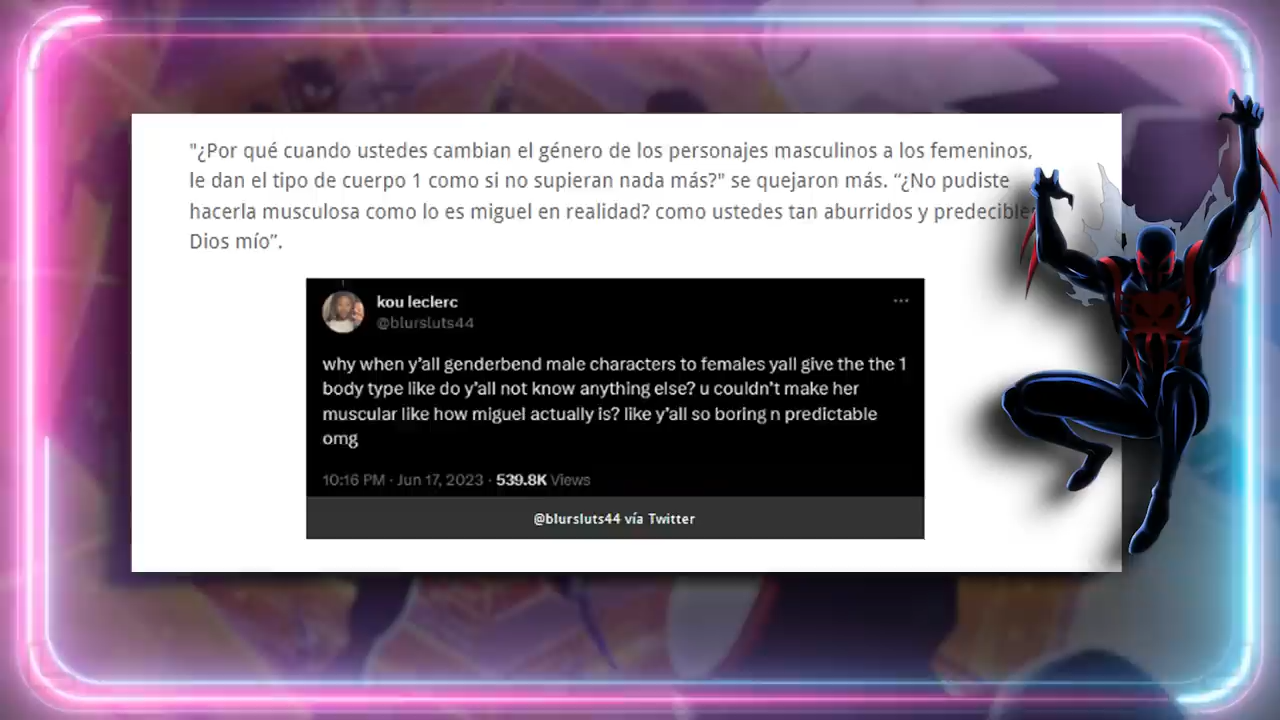 "¿Por qué cuando ustedes cambian el género de los personajes masculinos a los femeninos,
le dan el tipo de cuerpo 1 como si no supieran nada más?" se quejaron más. “¿No pudiste
hacerla musculosa como lo es miguel en realidad? como ustedes tan aburridos y predecible
Dios mío”.
kou leclerc
@blursluts44
why when y'all genderbend male characters to females yall give the the 1
body type like do y'all not know anything else? u couldn't make her
muscular like how miguel actually is? like y'all so boring n predictable
omg
10:16 PM · Jun 17, 2023 · 539.8K Views
@blursluts44 vía Twitter